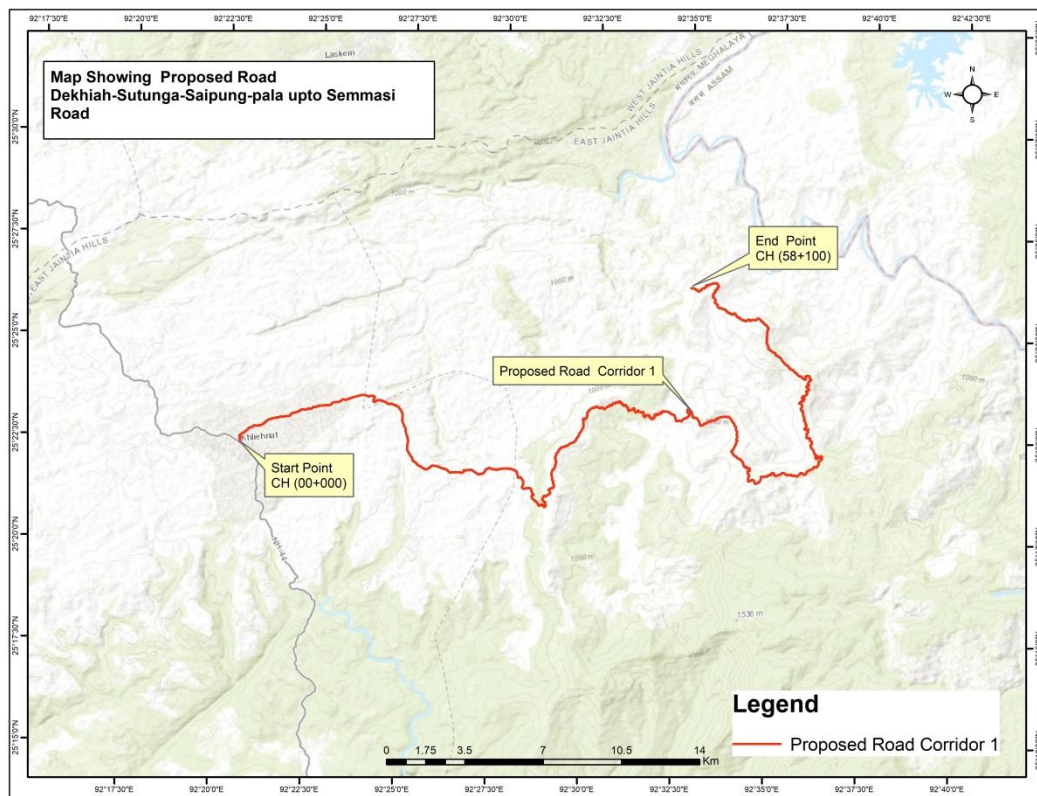 92°17'30"E 92°20'0"E 92°22'30"E 92°25'0"E 92°27'30"E 92°30'0"E 92°32'30"E 92°35'0"E 92°37'30"E 92°40'0"E 92°42'30"E
Map Showing Proposed Road
Dekhiah-Sutunga-Saipung-pala upto Semmasi
Road
Laskein
WEST JAINTIA HILLS
EAST JAINTIA HILLS
MEGHALAYA
ASSAM
N
W E
S
25°30'0"N
1000 m
25°27'30"N
EAST JAINTIA HILLS
End Point
CH (58+100)
1000 m
25°25'0"N
Proposed Road Corridor 1
1000 m
25°22'30"N
Khliehriat
Start Point
CH (00+000)
25°20'0"N
NH-44
1000 m
1536 m
25°17'30"N
1000 m
25°15'0"N
Legend
Proposed Road Corridor 1
0 1.75 3.5 7 10.5 14
Km
92°17'30"E 92°20'0"E 92°22'30"E 92°25'0"E 92°27'30"E 92°30'0"E 92°32'30"E 92°35'0"E 92°37'30"E 92°40'0"E